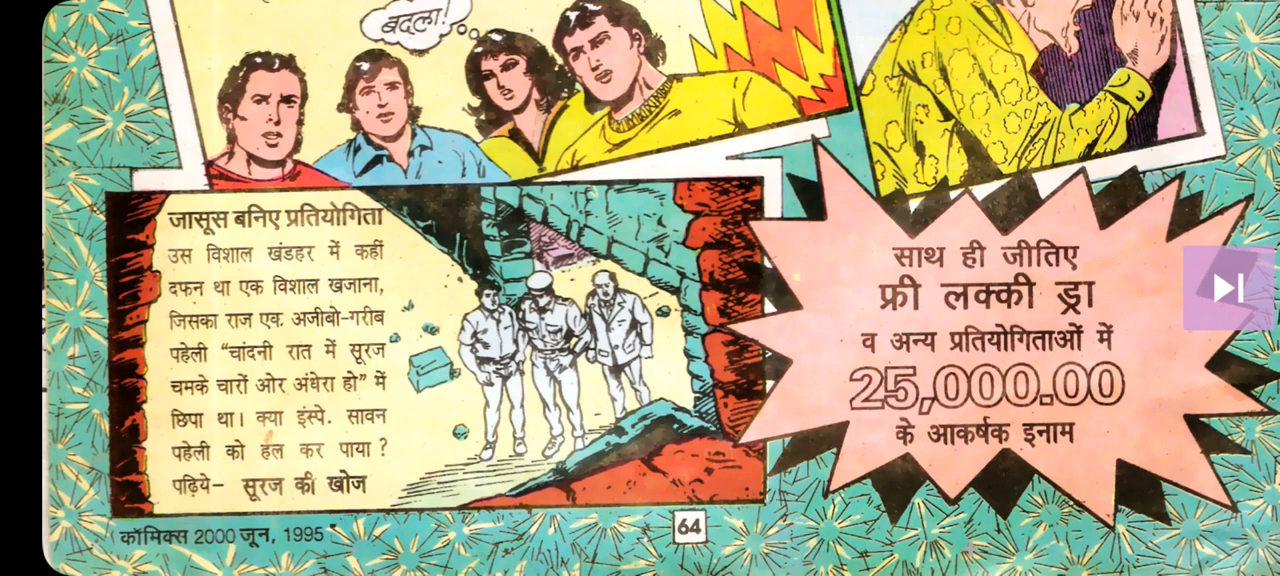 बदला!
जासूस बनिए प्रतियोगिता
उस विशाल खंडहर में कहीं
दफन था एक विशाल खजाना,
जिसका राज एक अजीबो-गरीब
पहेली “चांदनी रात में सूरज
चमके चारों ओर अंधेरा हो” में
छिपा था। क्या इंस्पे. सावन
पहेली को हल कर पाया?
पढ़िये- सूरज की खोज
साथ ही जीतिए
फ्री लक्की ड्रा
व अन्य प्रतियोगिताओं में
25,000.00
के आकर्षक इनाम
कॉमिक्स 2000 जून, 1995
64